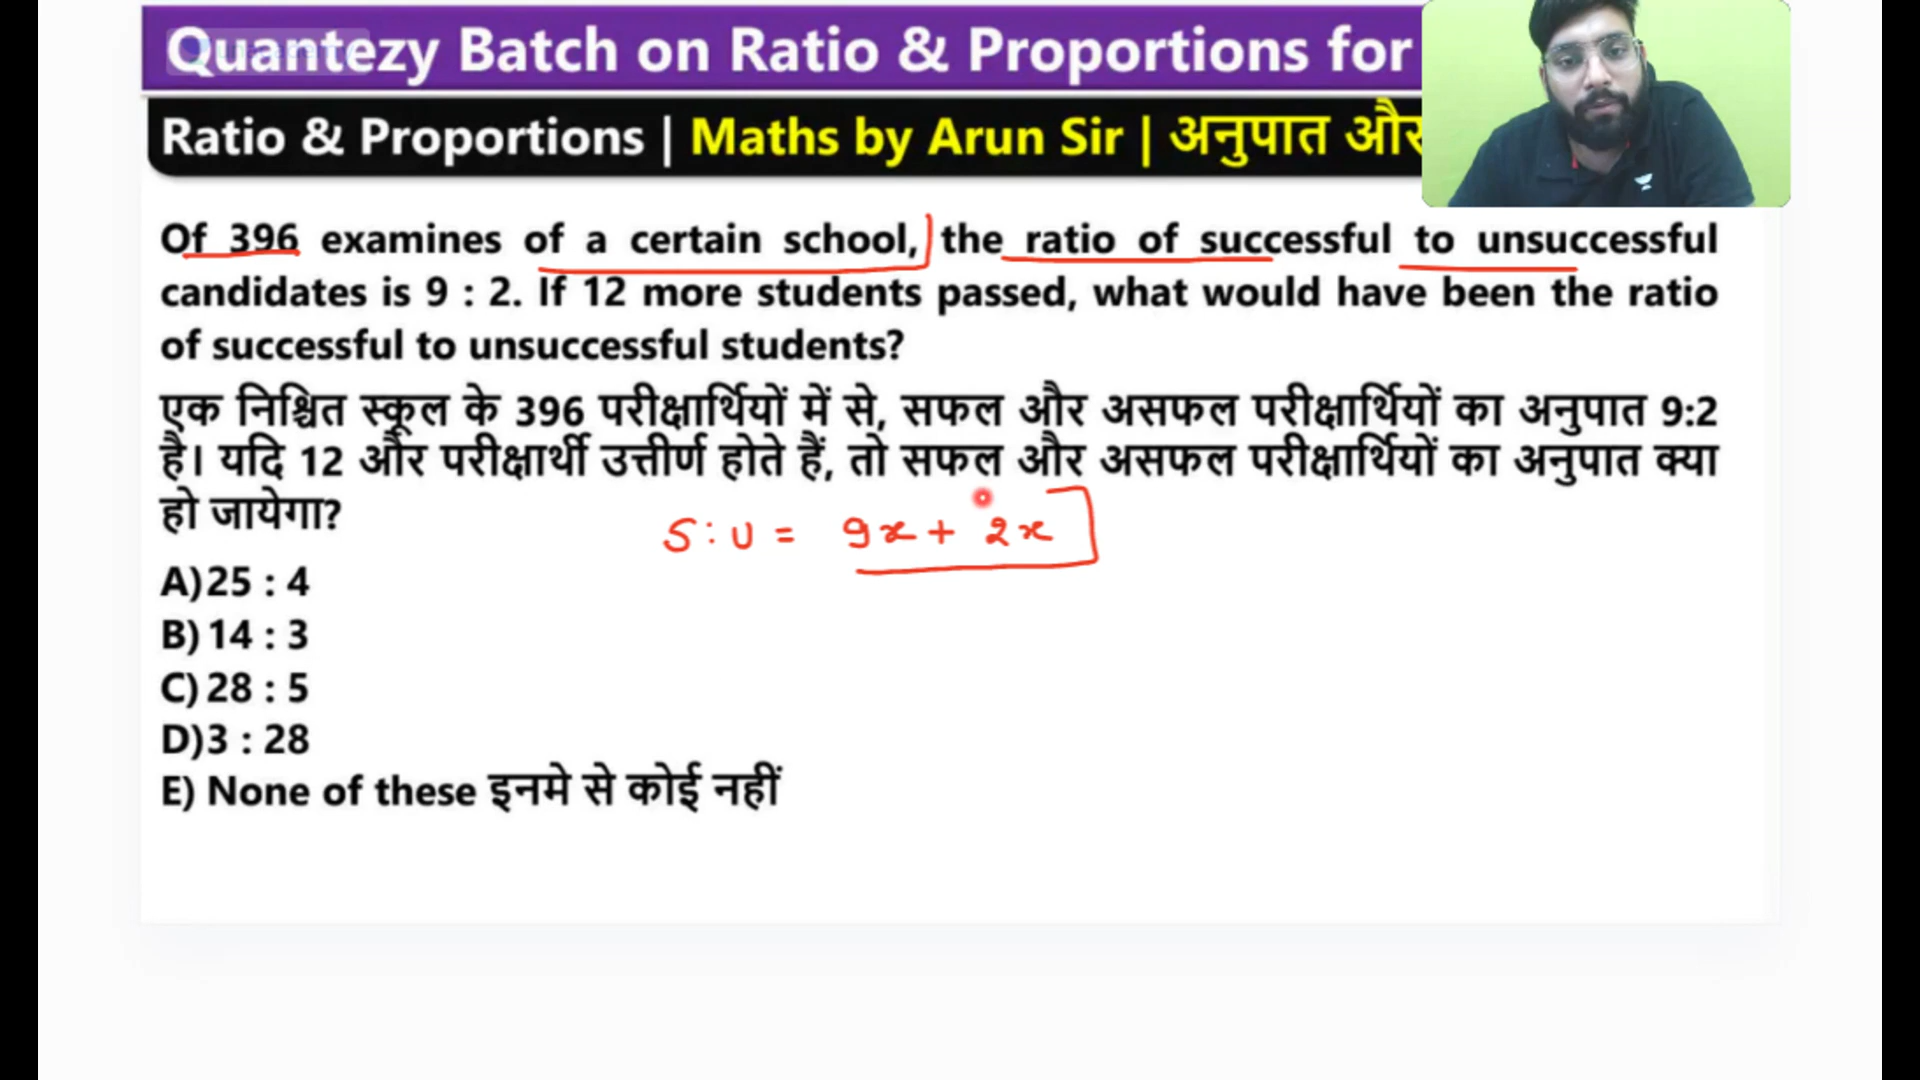 Quantezy Batch on Ratio & Proportions for
Ratio & Proportions | Maths by Arun Sir | अनुपात और
Of 396 examines of a certain school, the ratio of successful to unsuccessful
candidates is 9 : 2. If 12 more students passed, what would have been the ratio
of successful to unsuccessful students?
एक निश्चित स्कूल के 396 परीक्षार्थियों में से, सफल और असफल परीक्षार्थियों का अनुपात 9:2
है। यदि 12 और परीक्षार्थी उत्तीर्ण होते हैं, तो सफल और असफल परीक्षार्थियों का अनुपात क्या
हो जायेगा?
S : U = 9x + 2x
A) 25 : 4
B) 14 : 3
C) 28 : 5
D) 3 : 28
E) None of these इनमे से कोई नहीं